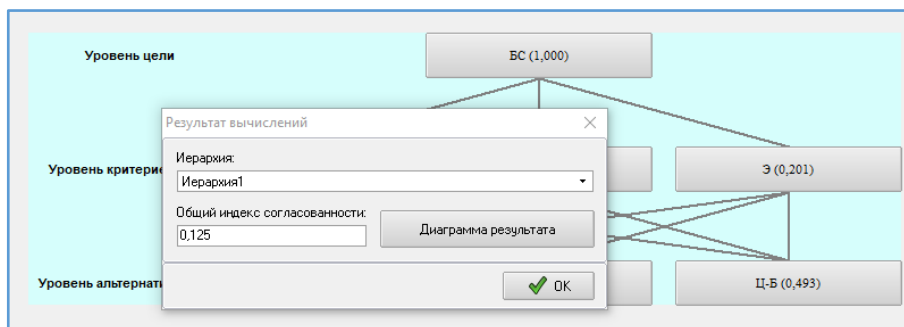 Уровень цели
БС (1,000)
Результат вычислений
Иерархия:
Уровень критерие
Иерархия1
Э (0,201)
Общий индекс согласованности:
0,125
Диаграмма результата
Уровень альтернати
OK
Ц-Б (0,493)